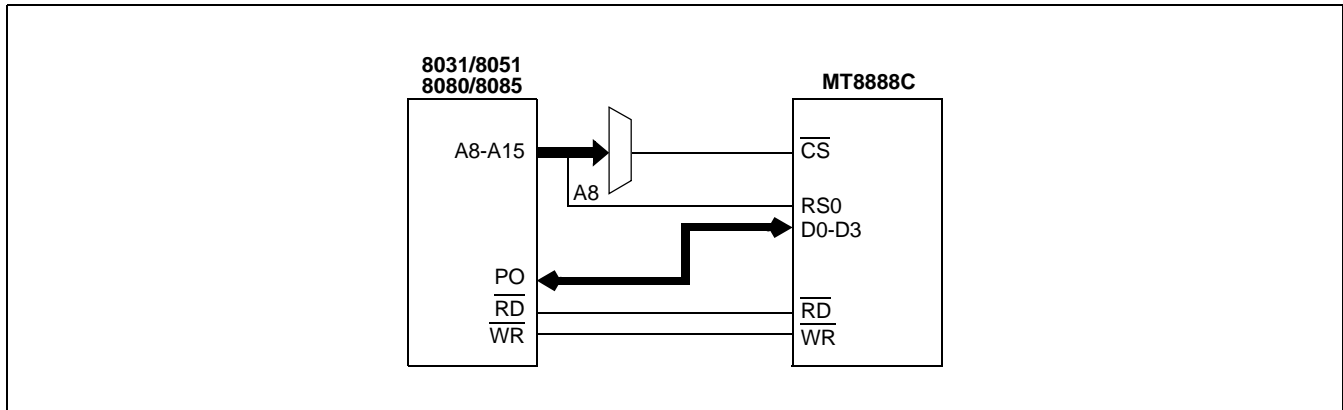 8031/8051
8080/8085
MT8888C
A8-A15
CS
A8
RS0
D0-D3
PO
RD
RD
WR
WR